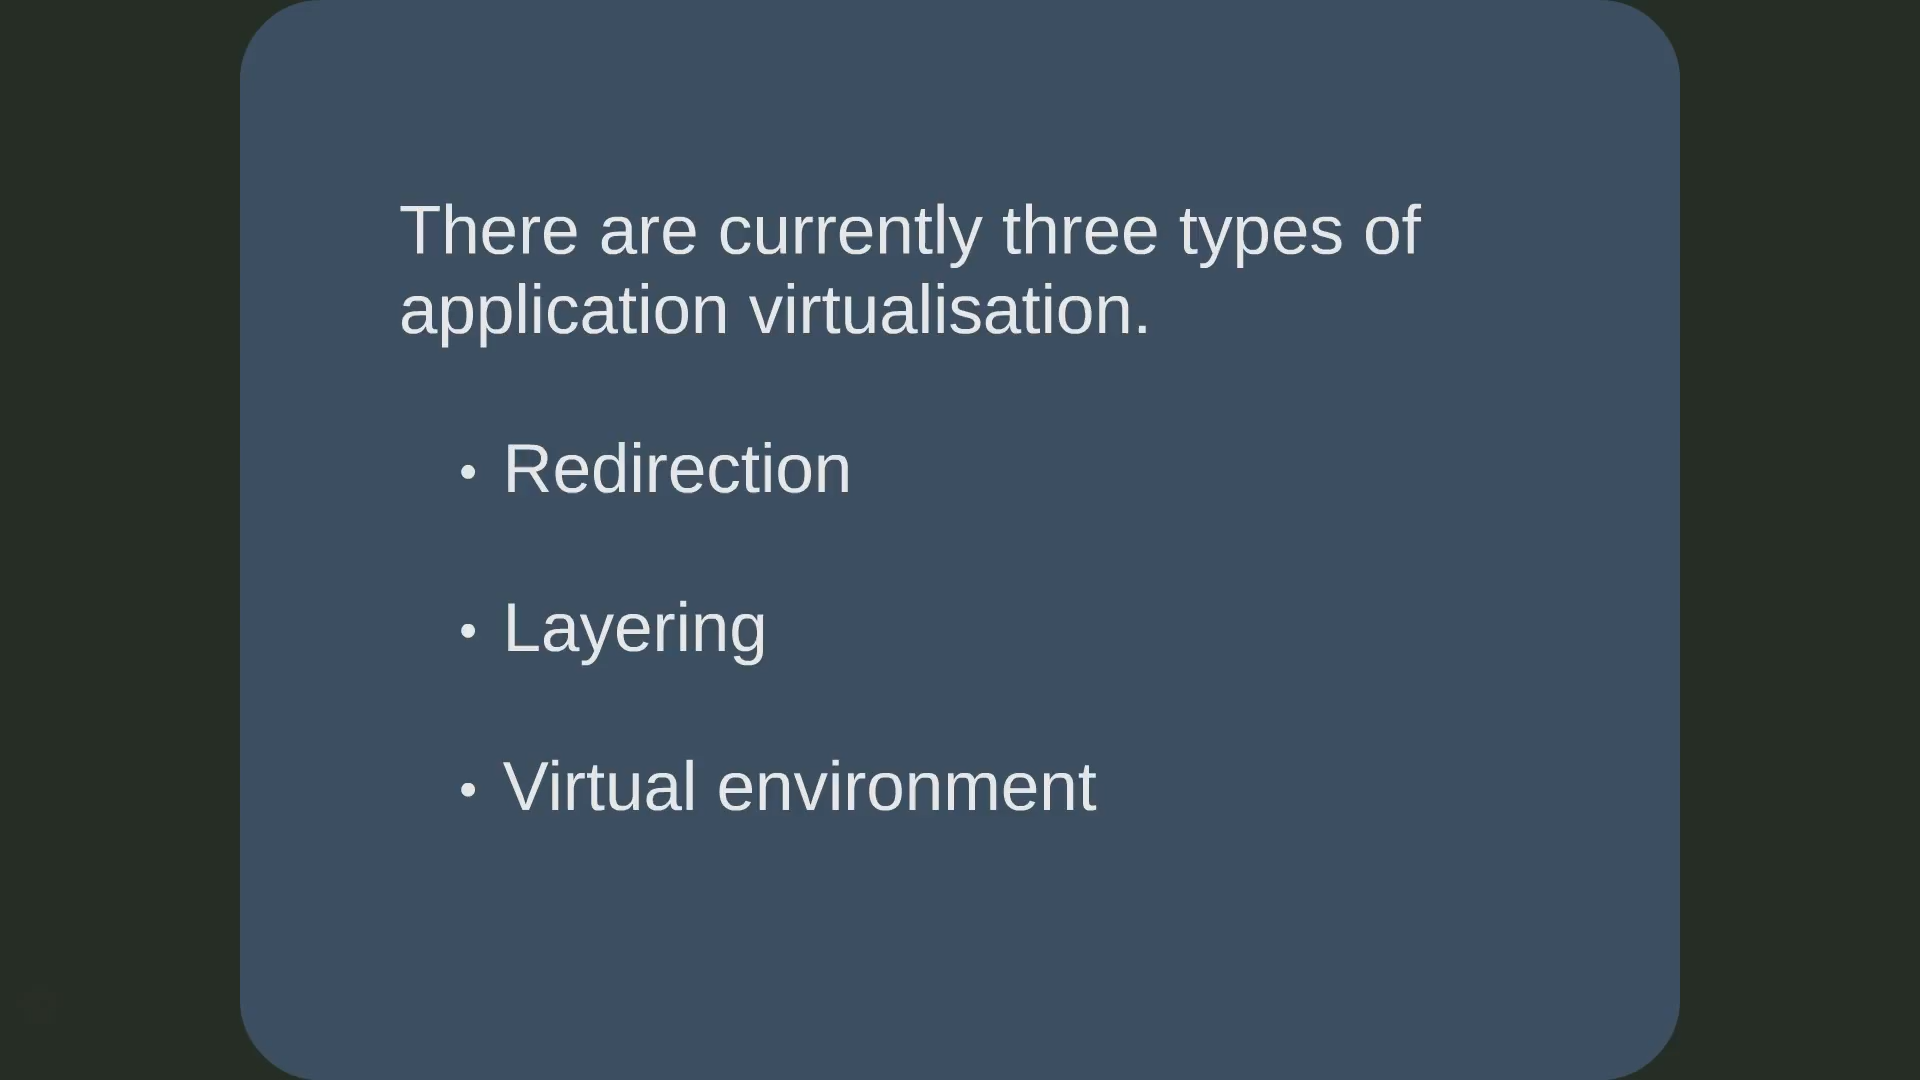 There are currently three types of
application virtualisation.
• Redirection
• Layering
• Virtual environment